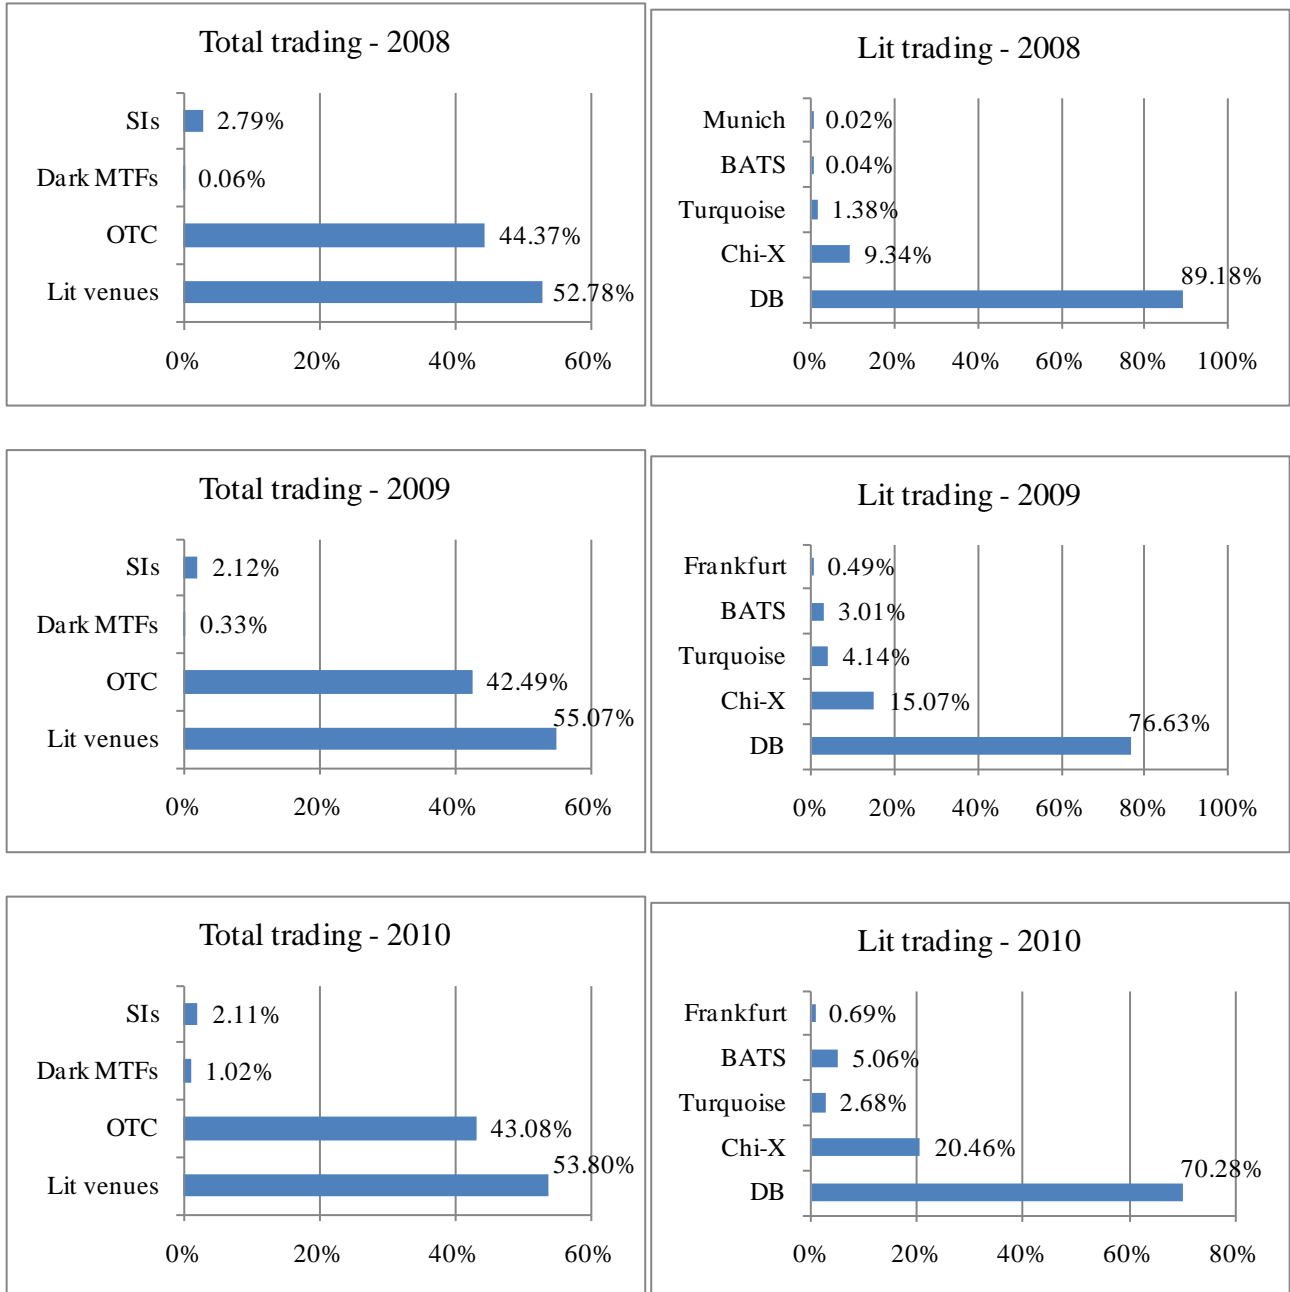 Total trading - 2008
SIs 2.79%
Dark MTFs 0.06%
OTC 44.37%
Lit venues 52.78%
0% 20% 40% 60%
Lit trading - 2008
Munich 0.02%
BATS 0.04%
Turquoise 1.38%
Chi-X 9.34%
DB 89.18%
0% 20% 40% 60% 80% 100%
Total trading - 2009
SIs 2.12%
Dark MTFs 0.33%
OTC 42.49%
Lit venues 55.07%
0% 20% 40% 60%
Lit trading - 2009
Frankfurt 0.49%
BATS 3.01%
Turquoise 4.14%
Chi-X 15.07%
DB 76.63%
0% 20% 40% 60% 80% 100%
Total trading - 2010
SIs 2.11%
Dark MTFs 1.02%
OTC 43.08%
Lit venues 53.80%
0% 20% 40% 60%
Lit trading - 2010
Frankfurt 0.69%
BATS 5.06%
Turquoise 2.68%
Chi-X 20.46%
DB 70.28%
0% 20% 40% 60% 80%